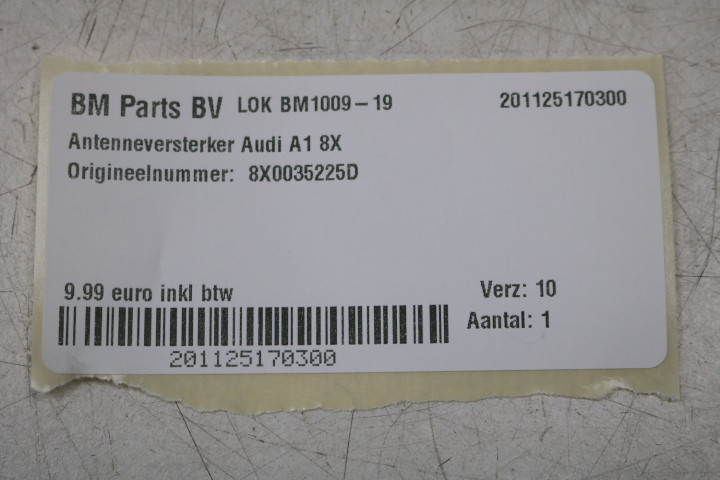 BM Parts BV LOK BM1009-19 201125170300
Antenneversterker Audi A1 8X
Origineelnummer: 8X0035225D
9.99 euro inkl btw Verz: 10
Aantal: 1
201125170300